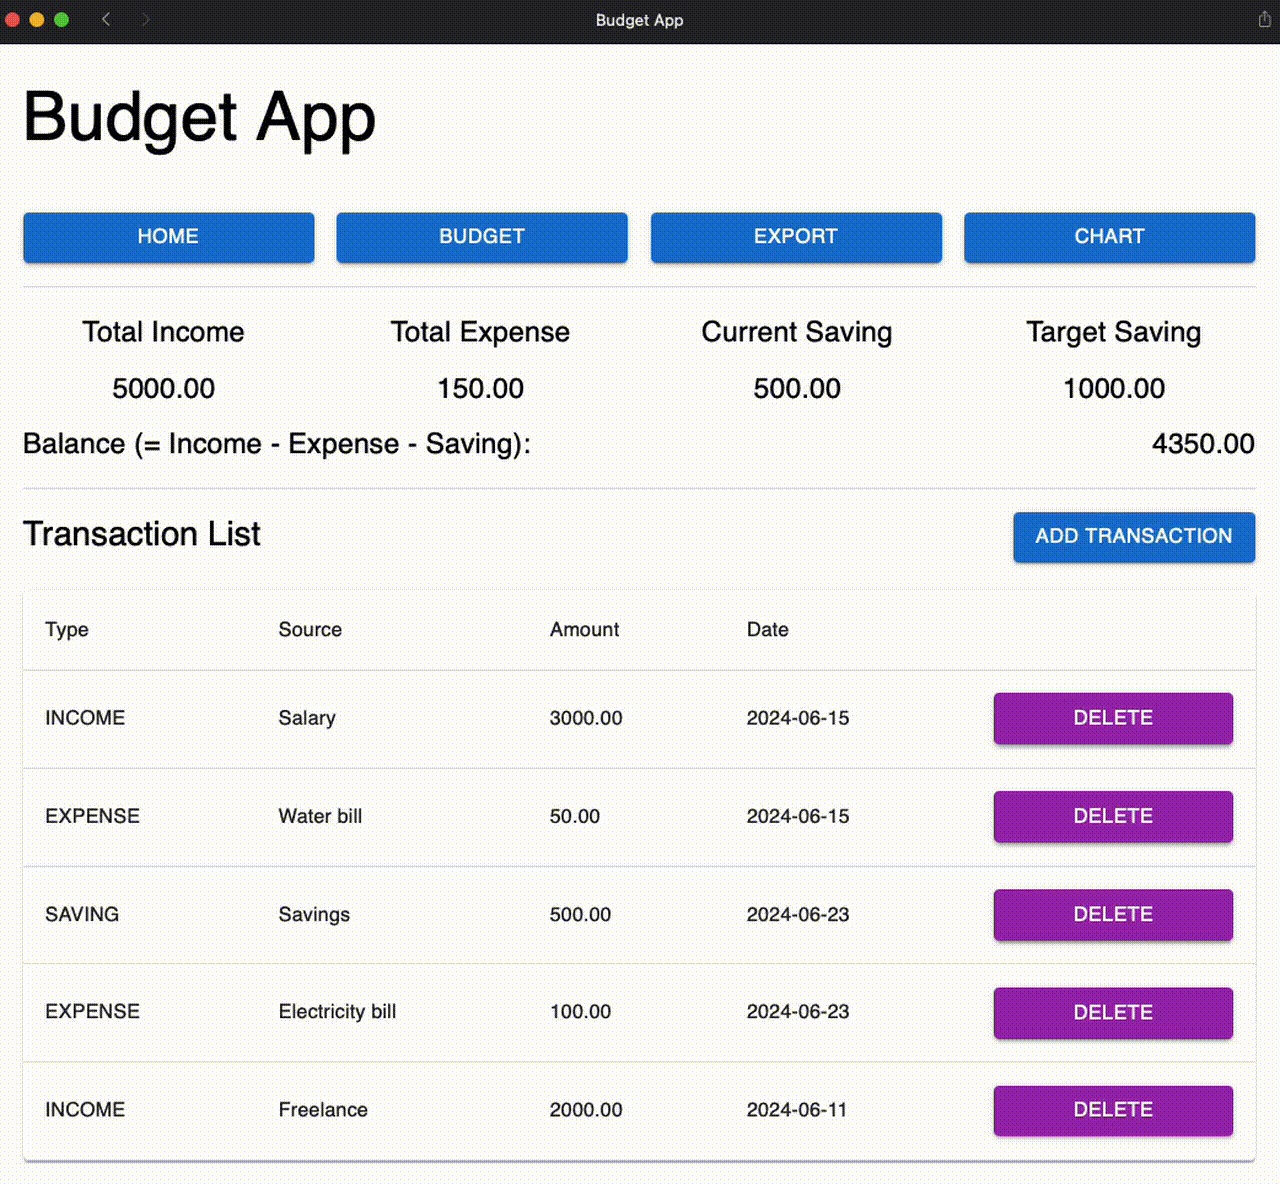 Budget App
Budget App
HOME BUDGET EXPORT CHART
Total Income Total Expense Current Saving Target Saving
5000.00 150.00 500.00 1000.00
Balance (= Income - Expense - Saving): 4350.00
Transaction List ADD TRANSACTION
Type Source Amount Date
INCOME Salary 3000.00 2024-06-15 DELETE
EXPENSE Water bill 50.00 2024-06-15 DELETE
SAVING Savings 500.00 2024-06-23 DELETE
EXPENSE Electricity bill 100.00 2024-06-23 DELETE
INCOME Freelance 2000.00 2024-06-11 DELETE